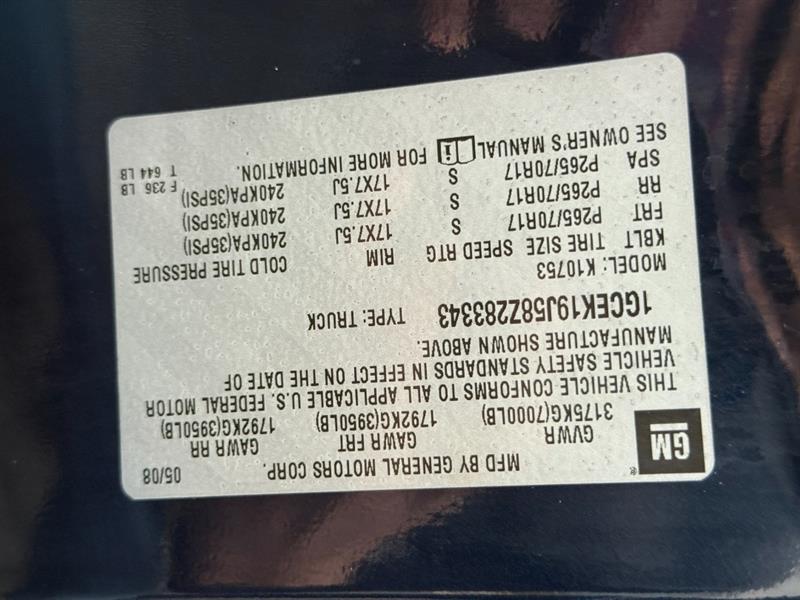 MFD BY GENERAL MOTORS CORP. 05/08
GM ®
GVWR GAWR FRT GAWR RR
3175KG(7000LB) 1792KG(3950LB) 1792KG(3950LB)
THIS VEHICLE CONFORMS TO ALL APPLICABLE U.S. FEDERAL MOTOR
VEHICLE SAFETY STANDARDS IN EFFECT ON THE DATE OF
MANUFACTURE SHOWN ABOVE.
1GCEK19J58Z283343 TYPE: TRUCK
MODEL: K10753
KBLT TIRE SIZE SPEED RTG RIM COLD TIRE PRESSURE
FRT P265/70R17 S 17X7.5J 240KPA(35PSI)
RR P265/70R17 S 17X7.5J 240KPA(35PSI)
SPA P265/70R17 S 17X7.5J 240KPA(35PSI)
SEE OWNER'S MANUAL i FOR MORE INFORMATION.
F 236 LB
T 644 LB